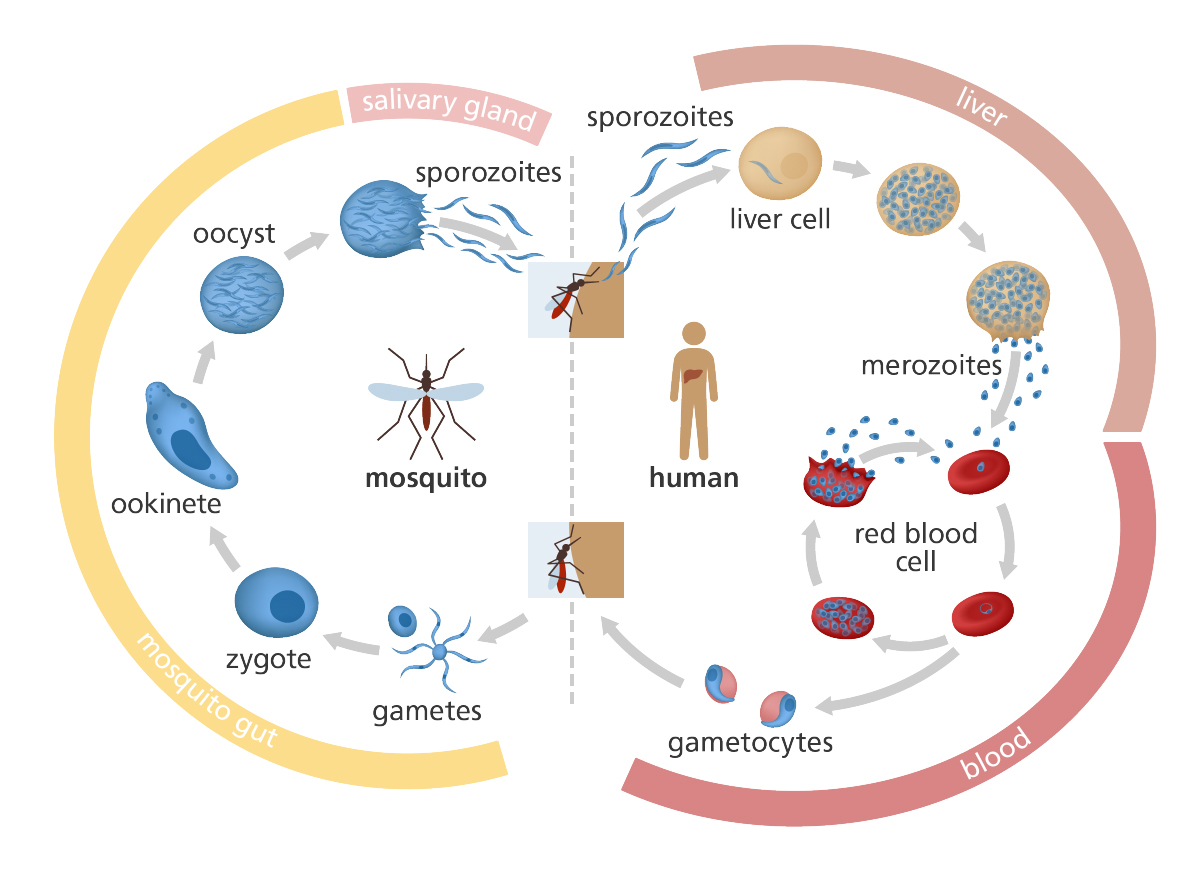 salivary gland
liver
sporozoites
sporozoites
liver cell
oocyst
merozoites
mosquito
human
ookinete
red blood
cell
zygote
gametes
gametocytes
mosquito gut
blood